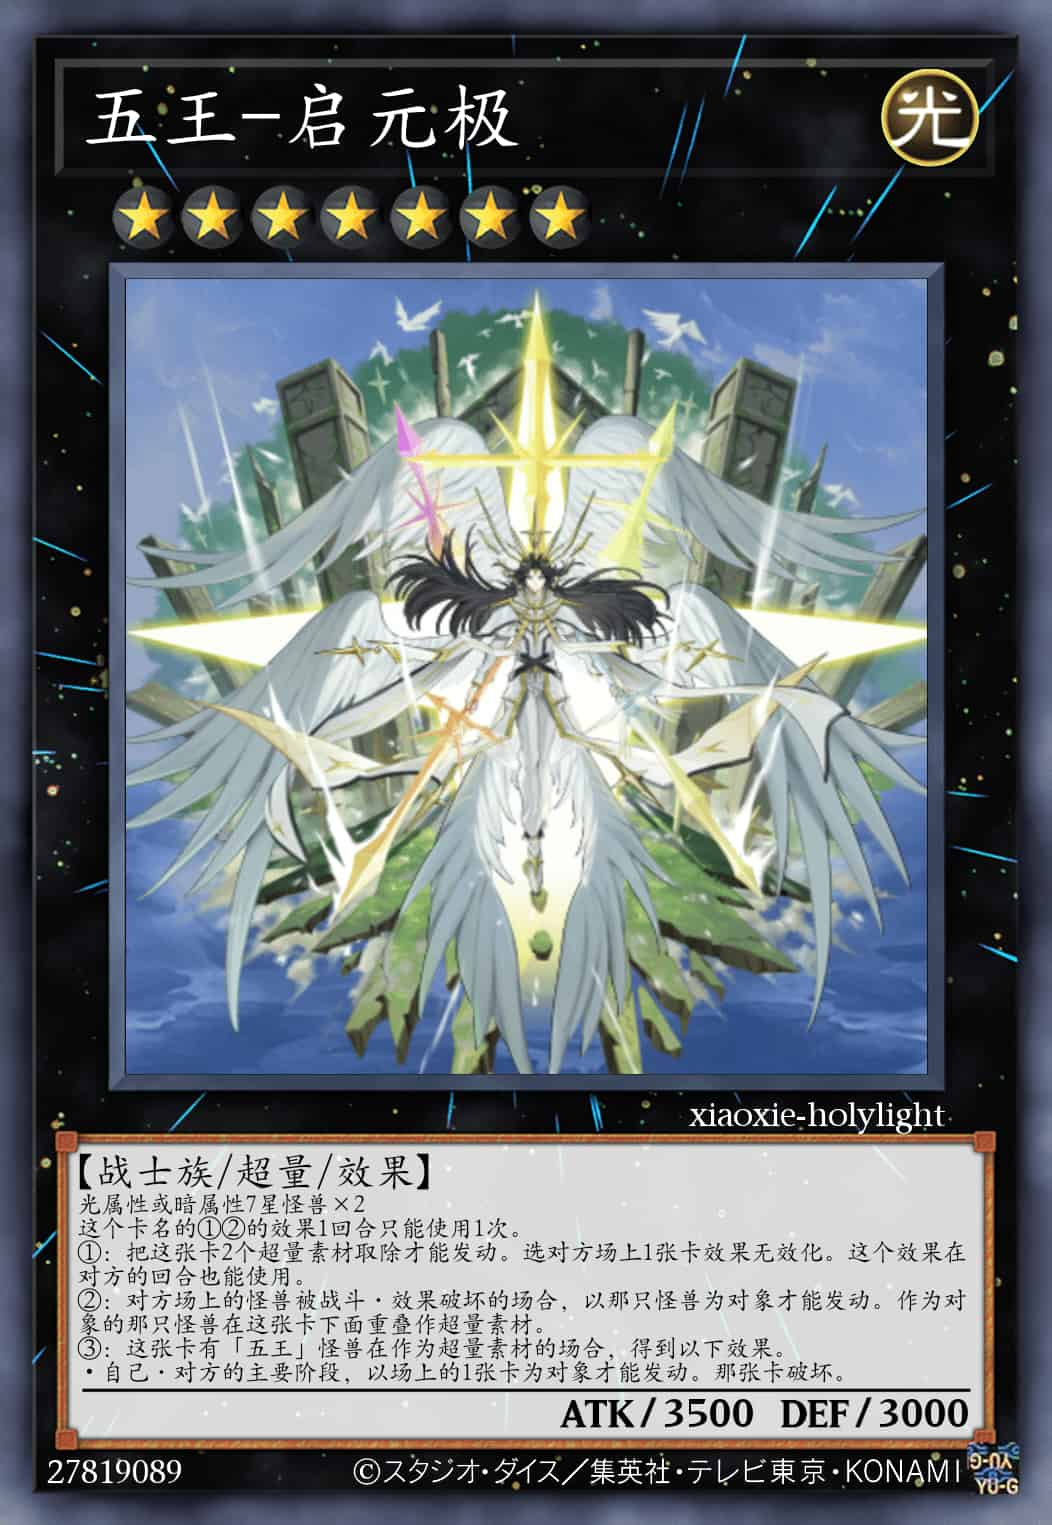 五王-启元极
光
xiaoxie-holylight
【战士族/超量/效果】
光属性或暗属性7星怪兽×2
这个卡名的①②的效果1回合只能使用1次。
①：把这张卡2个超量素材取除才能发动。选对方场上1张卡效果无效化。这个效果在
对方的回合也能使用。
②：对方场上的怪兽被战斗·效果破坏的场合，以那只怪兽为对象才能发动。作为对
象的那只怪兽在这张卡下面重叠作超量素材。
③：这张卡有「五王」怪兽在作为超量素材的场合，得到以下效果。
·自己·对方的主要阶段，以场上的1张卡为对象才能发动。那张卡破坏。
ATK/3500 DEF/3000
27819089 ©スタジオ·ダイス／集英社·テレビ東京·KONAMI
YU-G